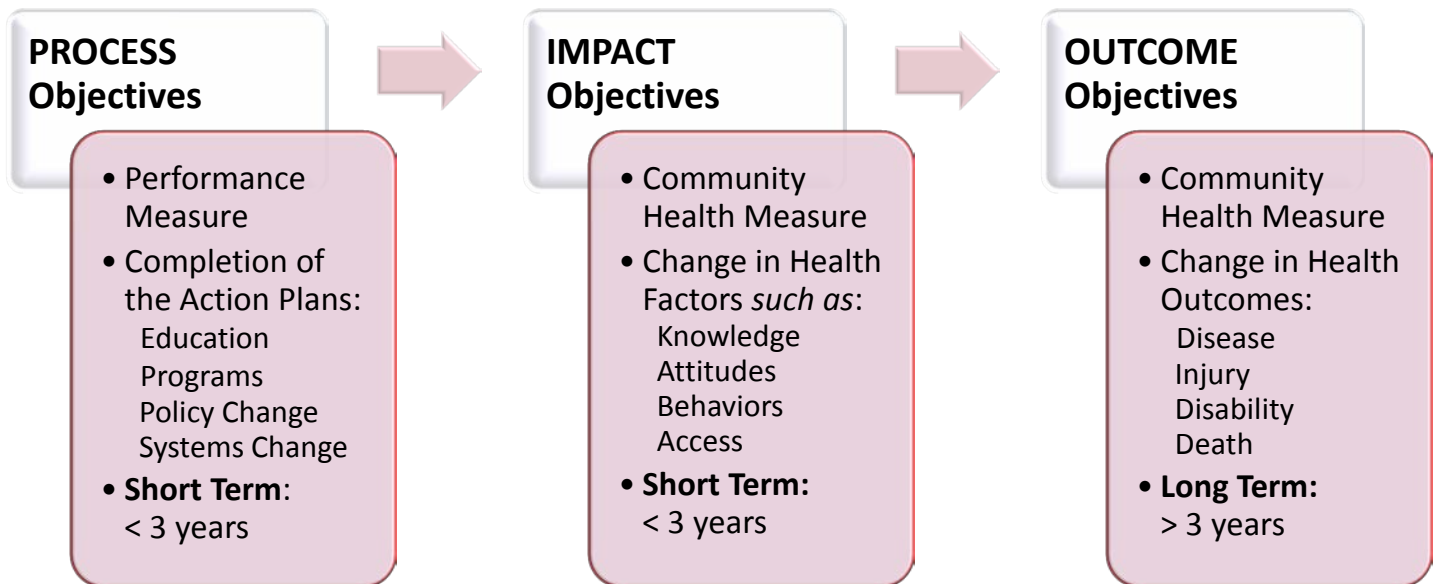 PROCESS
Objectives
• Performance
Measure
• Completion of
the Action Plans:
Education
Programs
Policy Change
Systems Change
• Short Term:
< 3 years
IMPACT
Objectives
• Community
Health Measure
• Change in Health
Factors such as:
Knowledge
Attitudes
Behaviors
Access
• Short Term:
< 3 years
OUTCOME
Objectives
• Community
Health Measure
• Change in Health
Outcomes:
Disease
Injury
Disability
Death
• Long Term:
> 3 years